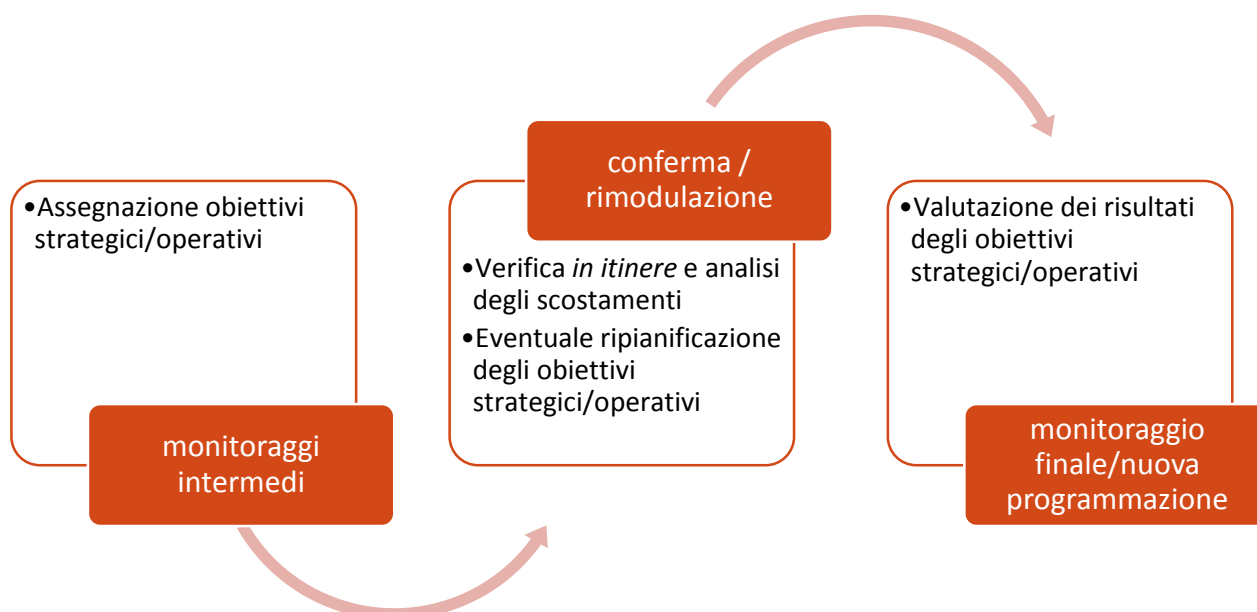 •Assegnazione obiettivi
strategici/operativi
monitoraggi
intermedi
conferma /
rimodulazione
•Verifica in itinere e analisi
degli scostamenti
•Eventuale ripianificazione
degli obiettivi
strategici/operativi
•Valutazione dei risultati
degli obiettivi
strategici/operativi
monitoraggio
finale/nuova
programmazione